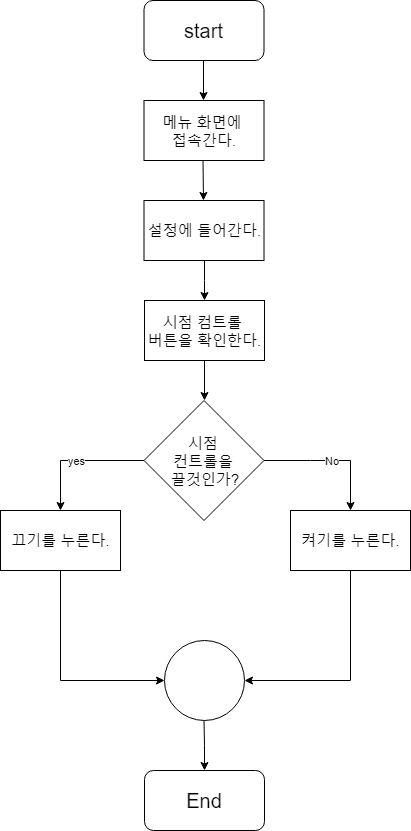 start
메뉴 화면에
접속간다.
설정에 들어간다.
시점 컴트롤
버튼을 확인한다.
시점
컨트롤을
끌것인가?
yes
No
끄기를 누른다.
켜기를 누른다.
End